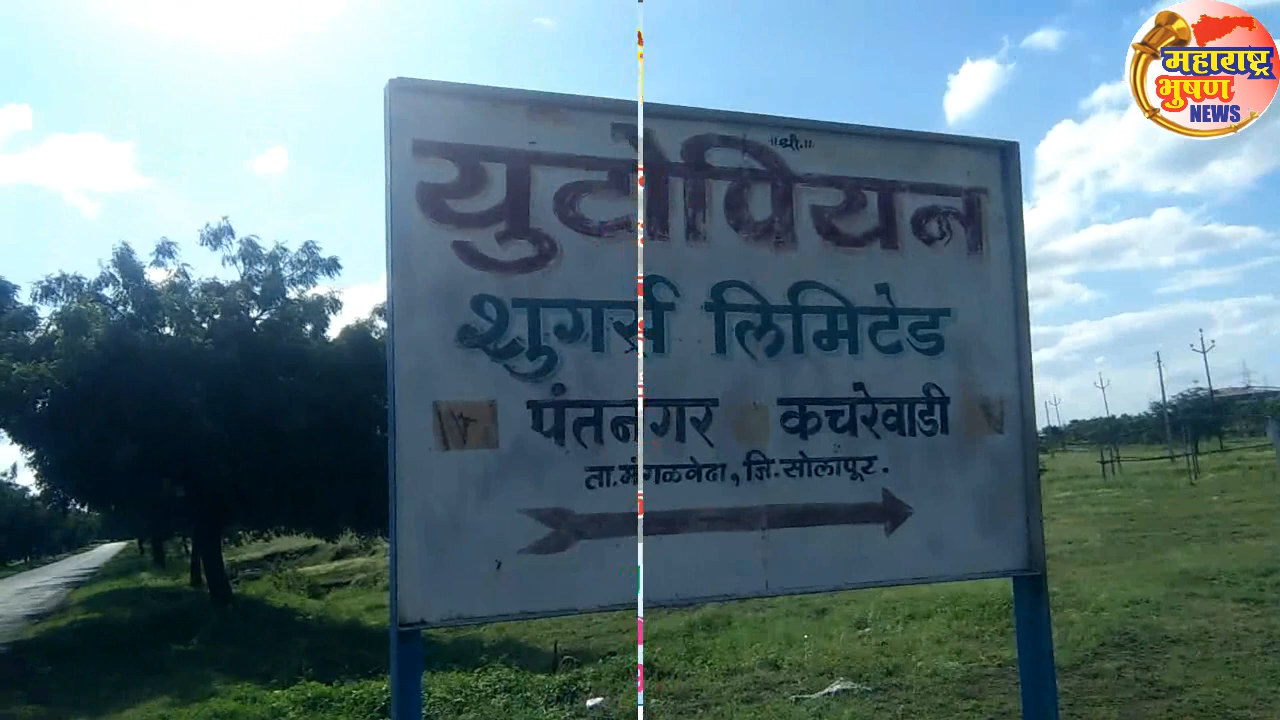 ॥श्री.॥
युटोपियन
शुगर्स लिमिटेड
पंतनगर कचरेवाडी
ता.मंगळवेढा, जि.सोलापूर.
महाराष्ट्र
भुषण
NEWS